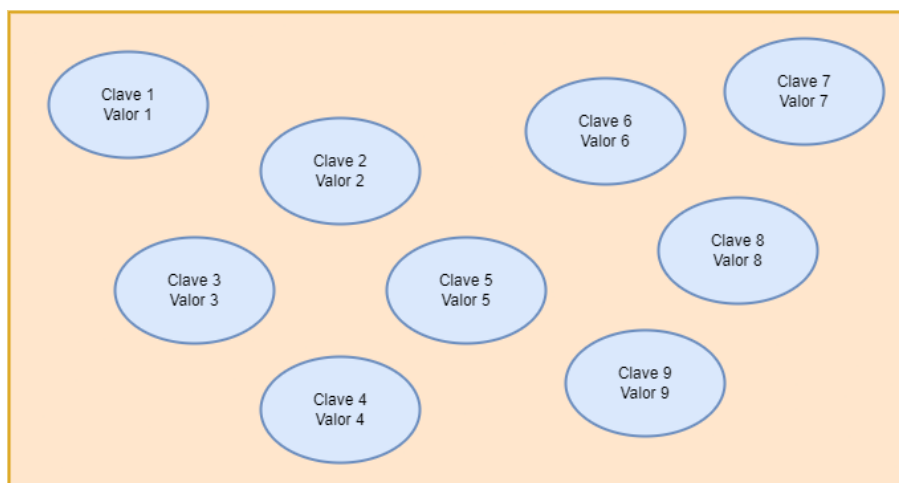 Clave 1
Valor 1
Clave 2
Valor 2
Clave 3
Valor 3
Clave 4
Valor 4
Clave 5
Valor 5
Clave 6
Valor 6
Clave 7
Valor 7
Clave 8
Valor 8
Clave 9
Valor 9